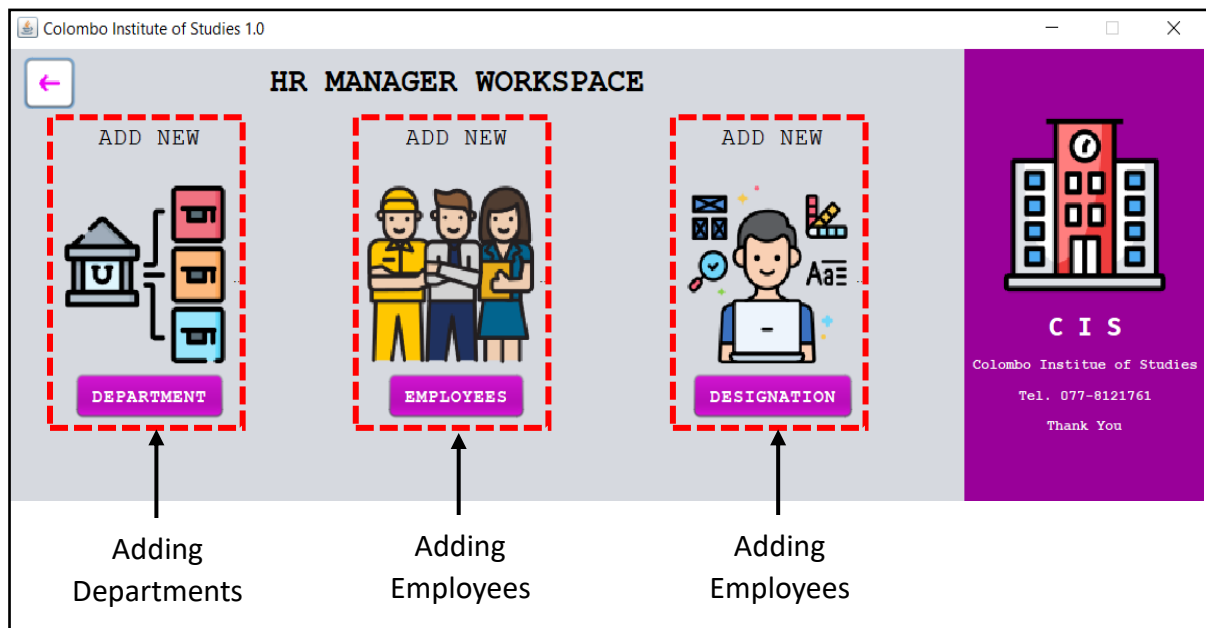 Colombo Institute of Studies 1.0
HR MANAGER WORKSPACE
ADD NEW
DEPARTMENT
ADD NEW
EMPLOYEES
ADD NEW
Aa
DESIGNATION
C I S
Colombo Institue of Studies
Tel. 077-8121761
Thank You
Adding
Departments
Adding
Employees
Adding
Employees